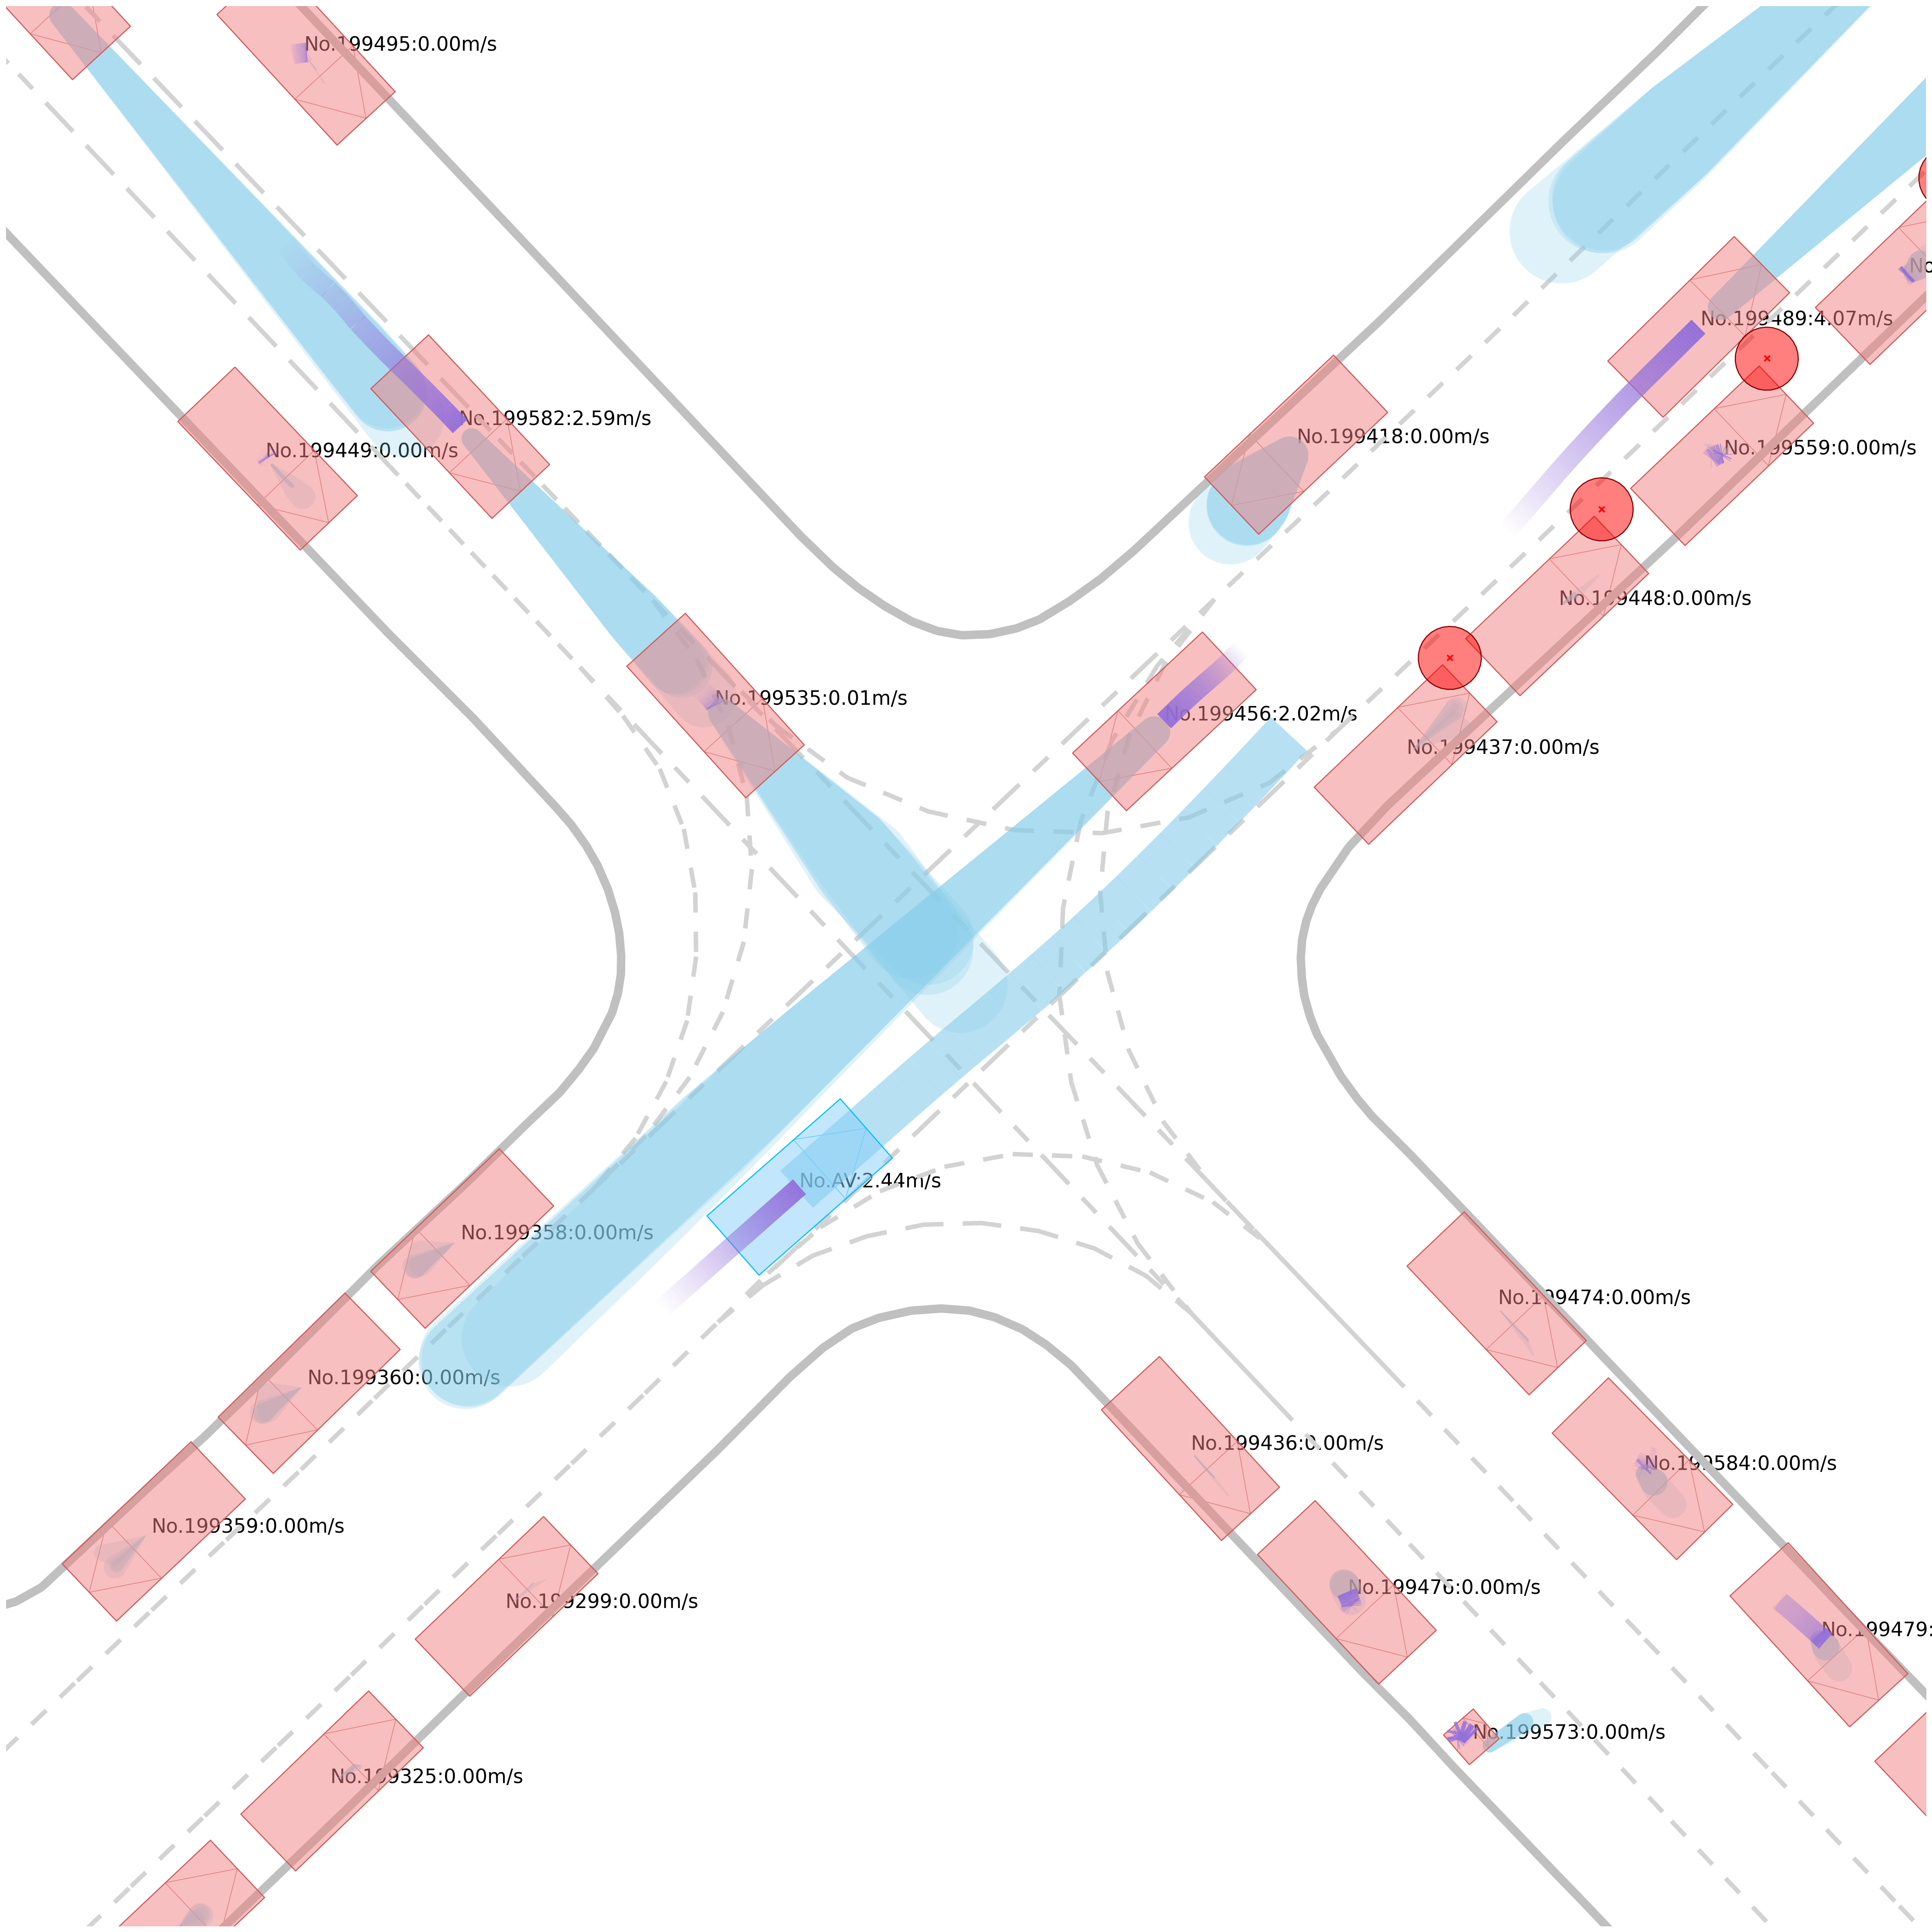 No.199495:0.00m/s
No
No.199489:4.07m/s
No.199582:2.59m/s
No.199418:0.00m/s
No.199449:0.00m/s
No.199559:0.00m/s
No.199448:0.00m/s
No.199535:0.01m/s
No.199456:2.02m/s
No.199437:0.00m/s
No.AV:2.44m/s
No.199358:0.00m/s
No.199474:0.00m/s
No.199360:0.00m/s
No.199436:0.00m/s
No.199584:0.00m/s
No.199359:0.00m/s
No.199476:0.00m/s
No.199299:0.00m/s
No.199479:
No.199573:0.00m/s
No.199325:0.00m/s